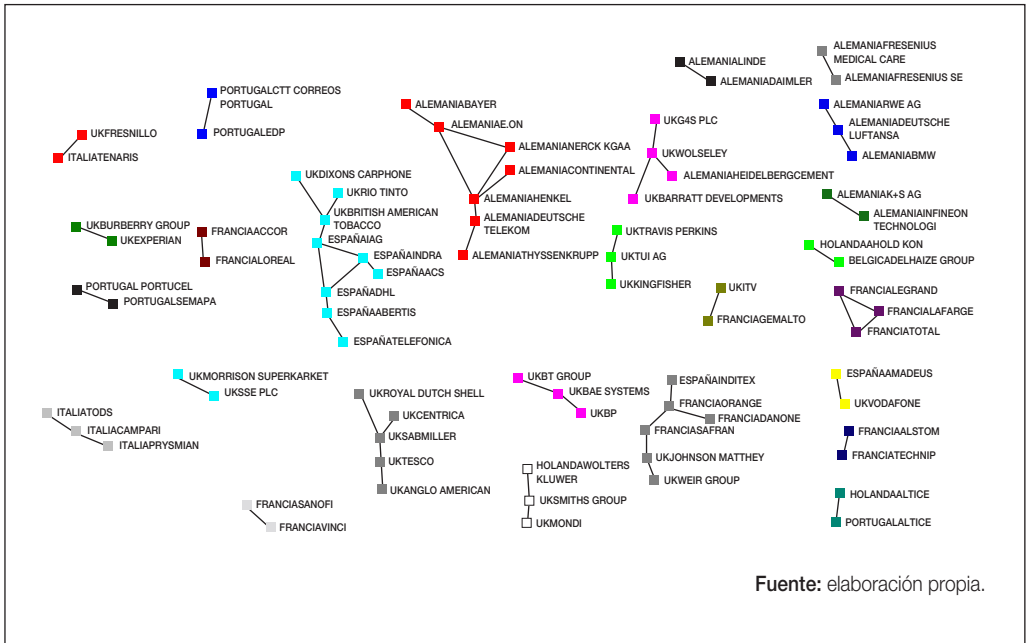 ALEMANIAFRESENIUS
MEDICAL CARE
ALEMANIALINDE
ALEMANIADAIMLER
ALEMANIAFRESENIUS SE
PORTUGALCTT CORREOS
PORTUGAL
ALEMANIABAYER
ALEMANIARWE AG
UKG4S PLC
ALEMANIADEUTSCHE
LUFTANSA
UKFRESNILLO
PORTUGALEDP
ALEMANIAE.ON
ITALIATENARIS
ALEMANIANERCK KGAA
UKWOLSELEY
ALEMANIABMW
UKDIXONS CARPHONE
ALEMANIACONTINENTAL
ALEMANIAHEIDELBERGCEMENT
UKRIO TINTO
ALEMANIAHENKEL
UKBARRATT DEVELOPMENTS
ALEMANIAK+S AG
UKBRITISH AMERICAN
TOBACCO
ALEMANIADEUTSCHE
TELEKOM
ALEMANIAINFINEON
TECHNOLOGI
UKBURBERRY GROUP
UKEXPERIAN
FRANCIAACCOR
ESPAÑAIAG
UKTRAVIS PERKINS
HOLANDAAHOLD KON
FRANCIALOREAL
ESPAÑAINDRA
ALEMANIATHYSSENKRUPP
UKTUI AG
BELGICADELHAIZE GROUP
ESPAÑAACS
PORTUGAL PORTUCEL
PORTUGALSEMAPA
ESPAÑADHL
UKKINGFISHER
UKITV
FRANCIALEGRAND
ESPAÑAABERTIS
FRANCIAGEMALTO
FRANCIALAFARGE
FRANCIATOTAL
ESPAÑATELEFONICA
UKMORRISON SUPERKARKET
UKSSE PLC
UKBT GROUP
UKBAE SYSTEMS
UKBP
ESPAÑAINDITEX
ESPAÑAAMADEUS
UKROYAL DUTCH SHELL
FRANCIAORANGE
UKVODAFONE
ITALIATODS
UKCENTRICA
FRANCIADANONE
ITALIACAMPARI
UKSABMILLER
FRANCIASAFRAN
FRANCIAALSTOM
ITALIAPRYSMIAN
UKTESCO
UKJOHNSON MATTHEY
FRANCIATECHNIP
HOLANDAWOLTERS
KLUWER
UKWEIR GROUP
UKANGLO AMERICAN
HOLANDAALTICE
FRANCIASANOFI
UKSMITHS GROUP
FRANCIAVINCI
UKMONDI
PORTUGALALTICE
Fuente: elaboración propia.